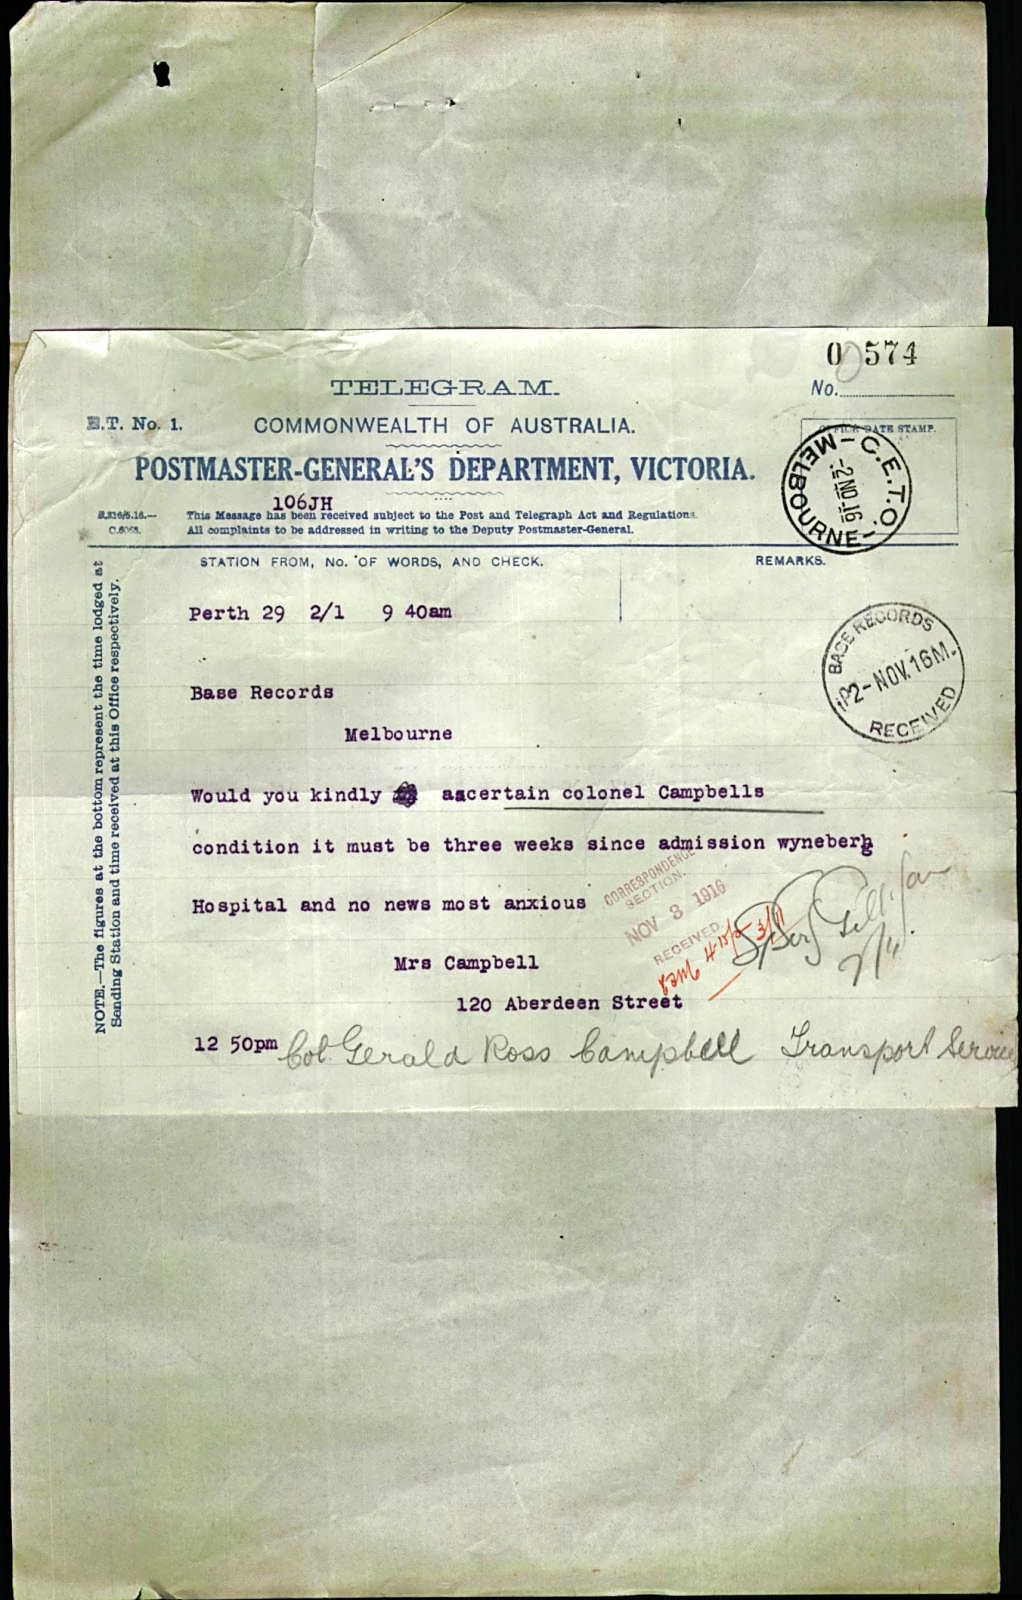 0 574
TELEGRAM.
No.
E.T. No. 1.
COMMONWEALTH OF AUSTRALIA.
OFFICE DATE STAMP.
POSTMASTER-GENERAL'S DEPARTMENT, VICTORIA.
C.E.T.O. - MELBOURNE -
-2NO16
106JH
C.6068.
This Message has been received subject to the Post and Telegraph Act and Regulations.
All complaints to be addressed in writing to the Deputy Postmaster-General.
STATION FROM, No. OF WORDS, AND CHECK.
REMARKS.
NOTE.—The figures at the bottom represent the time lodged at
Sending Station and time received at this Office respectively.
Perth 29 2/1 9 40am
BASE RECORDS
2-NOV.16M.
RECEIVED
Base Records
Melbourne
Would you kindly ascertain colonel Campbells
condition it must be three weeks since admission wyneberg
Hospital and no news most anxious
CORRESPONDENCE
SECTION.
NOV 3 1916
RECEIVED
3/11
Mrs Campbell
120 Aberdeen Street
12 50pm
Col. Gerald Ross Campbell Transport Service